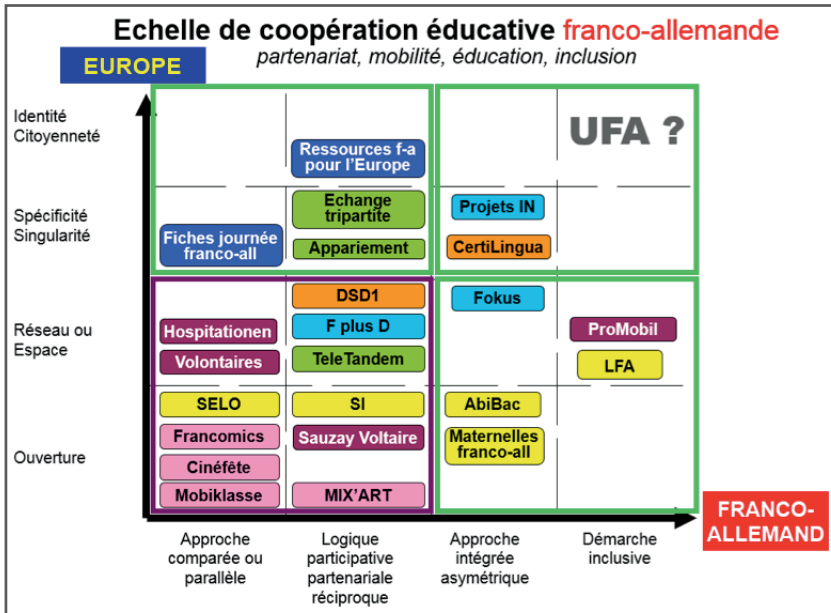 Echelle de coopération éducative franco-allemande
partenariat, mobilité, éducation, inclusion
EUROPE
Identité
Citoyenneté
Ressources f-a
pour l'Europe
UFA ?
Spécificité
Singularité
Fiches journée
franco-all
Echange
tripartite
Appariement
Projets IN
CertiLingua
Réseau ou
Espace
Hospitationen
Volontaires
DSD1
F plus D
TeleTandem
Fokus
ProMobil
LFA
Ouverture
SELO
Francomics
Cinéfête
Mobiklasse
SI
Sauzay Voltaire
MIX'ART
AbiBac
Maternelles
franco-all
FRANCO-
ALLEMAND
Approche
comparée ou
parallèle
Logique
participative
partenariale
réciproque
Approche
intégrée
asymétrique
Démarche
inclusive